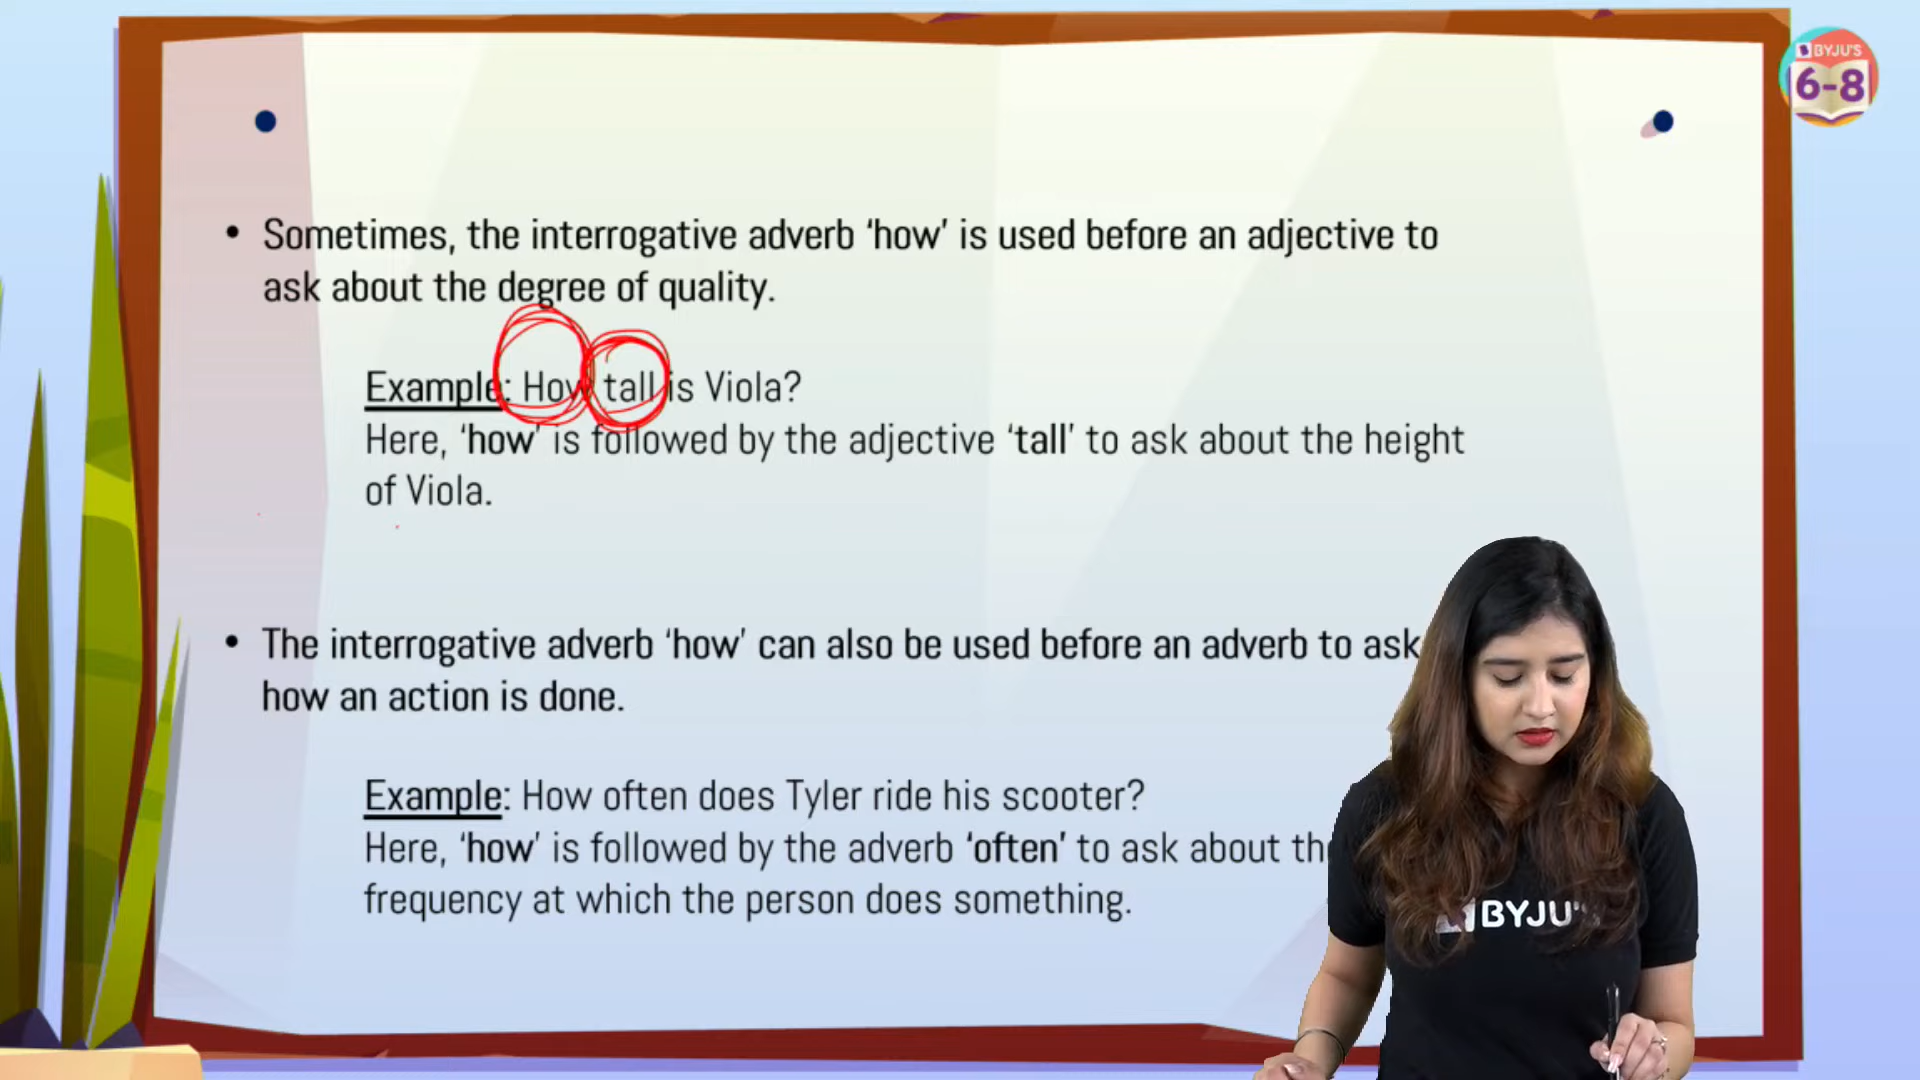 BYJU'S
6-8
• Sometimes, the interrogative adverb ‘how’ is used before an adjective to
ask about the degree of quality.
Example: How tall is Viola?
Here, ‘how’ is followed by the adjective ‘tall’ to ask about the height
of Viola.
• The interrogative adverb ‘how’ can also be used before an adverb to ask
how an action is done.
Example: How often does Tyler ride his scooter?
Here, ‘how’ is followed by the adverb ‘often’ to ask about the
frequency at which the person does something.
BYJU'S